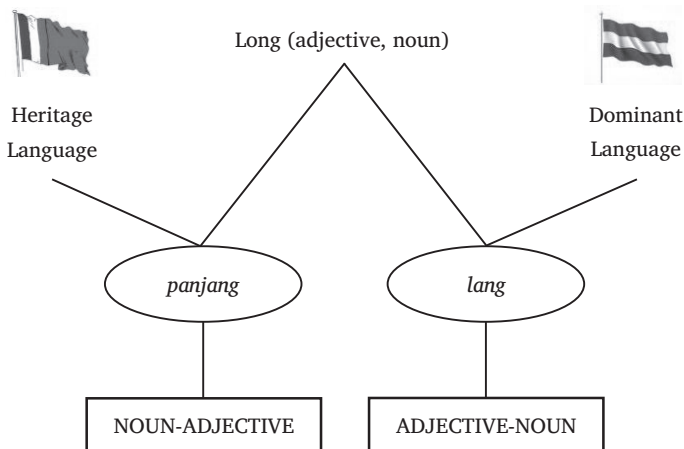 Long (adjective, noun)
Heritage
Language
Dominant
Language
panjang
lang
NOUN-ADJECTIVE
ADJECTIVE-NOUN